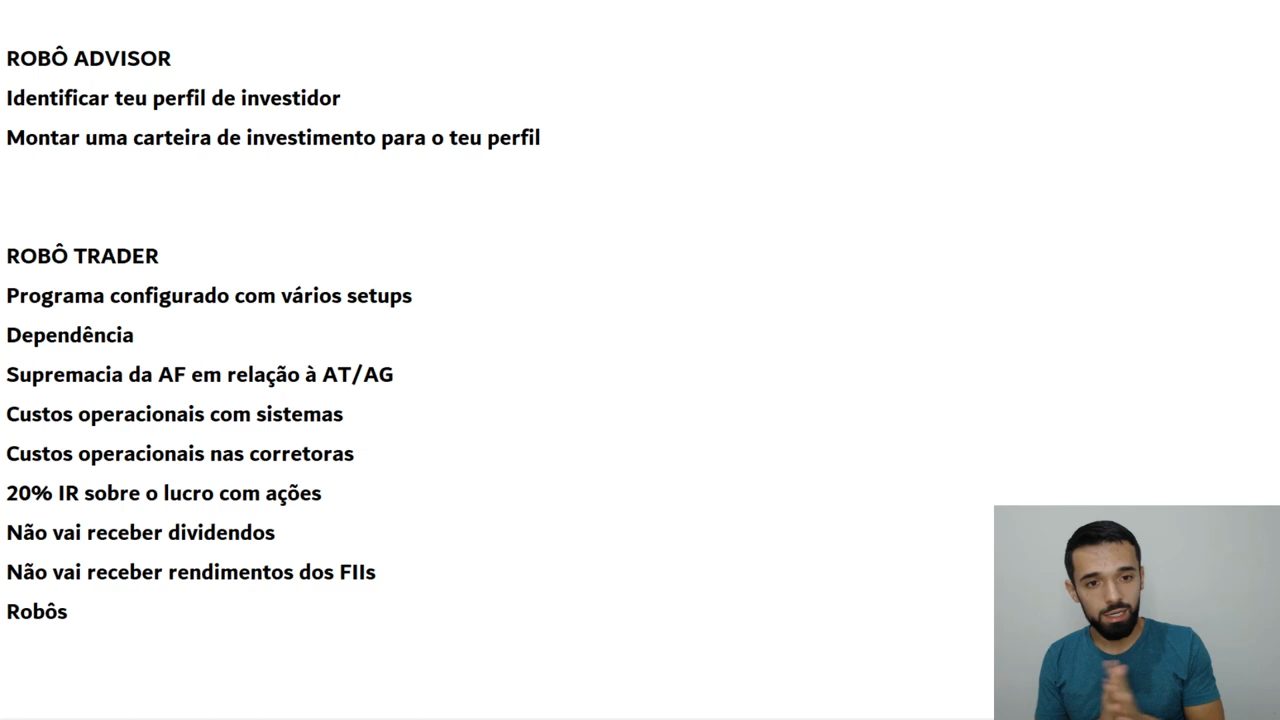 ROBÔ ADVISOR
Identificar teu perfil de investidor
Montar uma carteira de investimento para o teu perfil
ROBÔ TRADER
Programa configurado com vários setups
Dependência
Supremacia da AF em relação à AT/AG
Custos operacionais com sistemas
Custos operacionais nas corretoras
20% IR sobre o lucro com ações
Não vai receber dividendos
Não vai receber rendimentos dos FIIs
Robôs